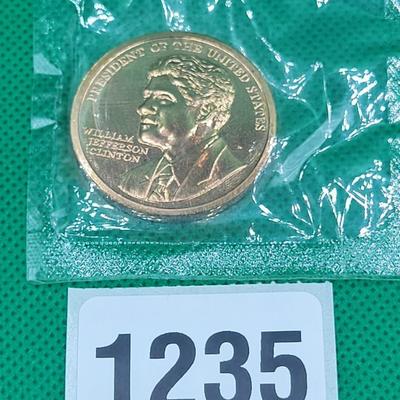 PRESIDENT OF THE UNITED STATES
WILLIAM
JEFFERSON
CLINTON
1235